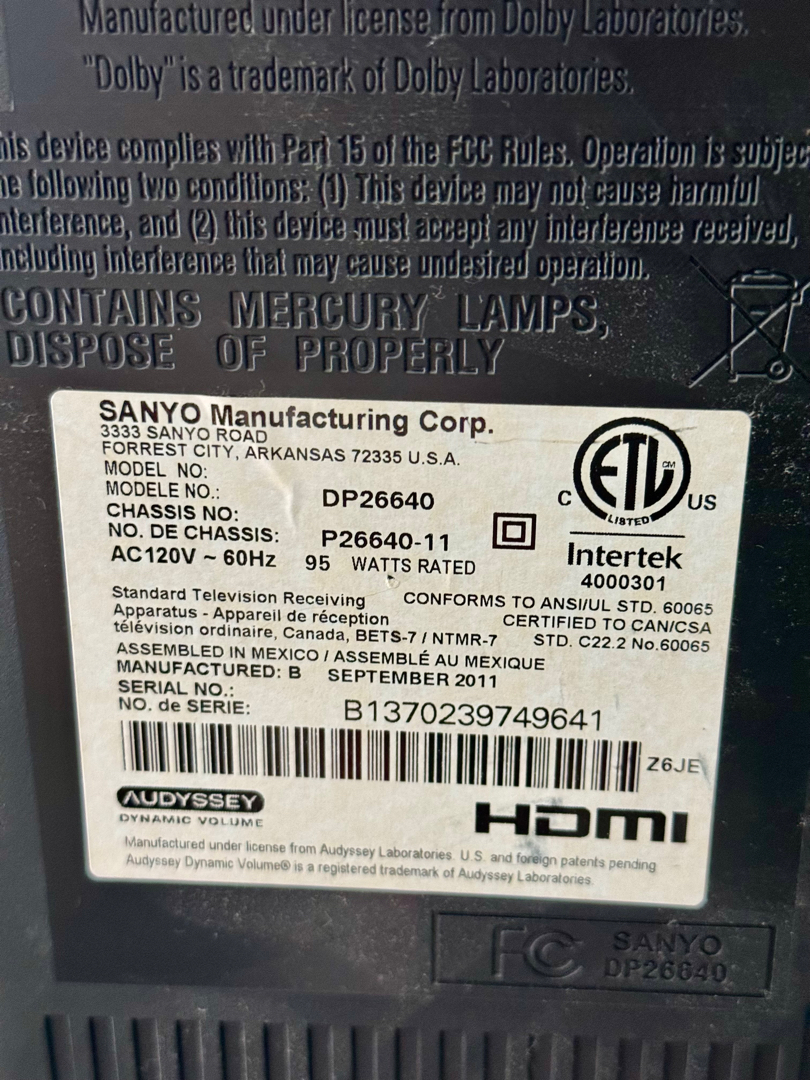 Manufactured under license from Dolby Laboratories.
"Dolby" is a trademark of Dolby Laboratories.
his device complies with Part 15 of the FCC Rules. Operation is subjec
he following two conditions: (1) This device may not cause harmful
nterference, and (2) this device must accept any interference received,
including interference that may cause undesired operation.
CONTAINS MERCURY LAMPS,
DISPOSE OF PROPERLY
SANYO Manufacturing Corp.
3333 SANYO ROAD
FORREST CITY, ARKANSAS 72335 U.S.A.
MODEL NO:
MODELE NO.: DP26640
CHASSIS NO:
NO. DE CHASSIS: P26640-11
AC120V ~ 60Hz 95 WATTS RATED
C ETL CM US
LISTED
Intertek
4000301
Standard Television Receiving
Apparatus - Appareil de réception
télévision ordinaire, Canada, BETS-7 / NTMR-7
CONFORMS TO ANSI/UL STD. 60065
CERTIFIED TO CAN/CSA
STD. C22.2 No.60065
ASSEMBLED IN MEXICO / ASSEMBLÉ AU MEXIQUE
MANUFACTURED: B SEPTEMBER 2011
SERIAL NO.:
NO. de SERIE: B1370239749641
Z6JE
AUDYSSEY
DYNAMIC VOLUME
HDMI
Manufactured under license from Audyssey Laboratories. U.S. and foreign patents pending
Audyssey Dynamic Volume® is a registered trademark of Audyssey Laboratories.
FC SANYO
DP26640